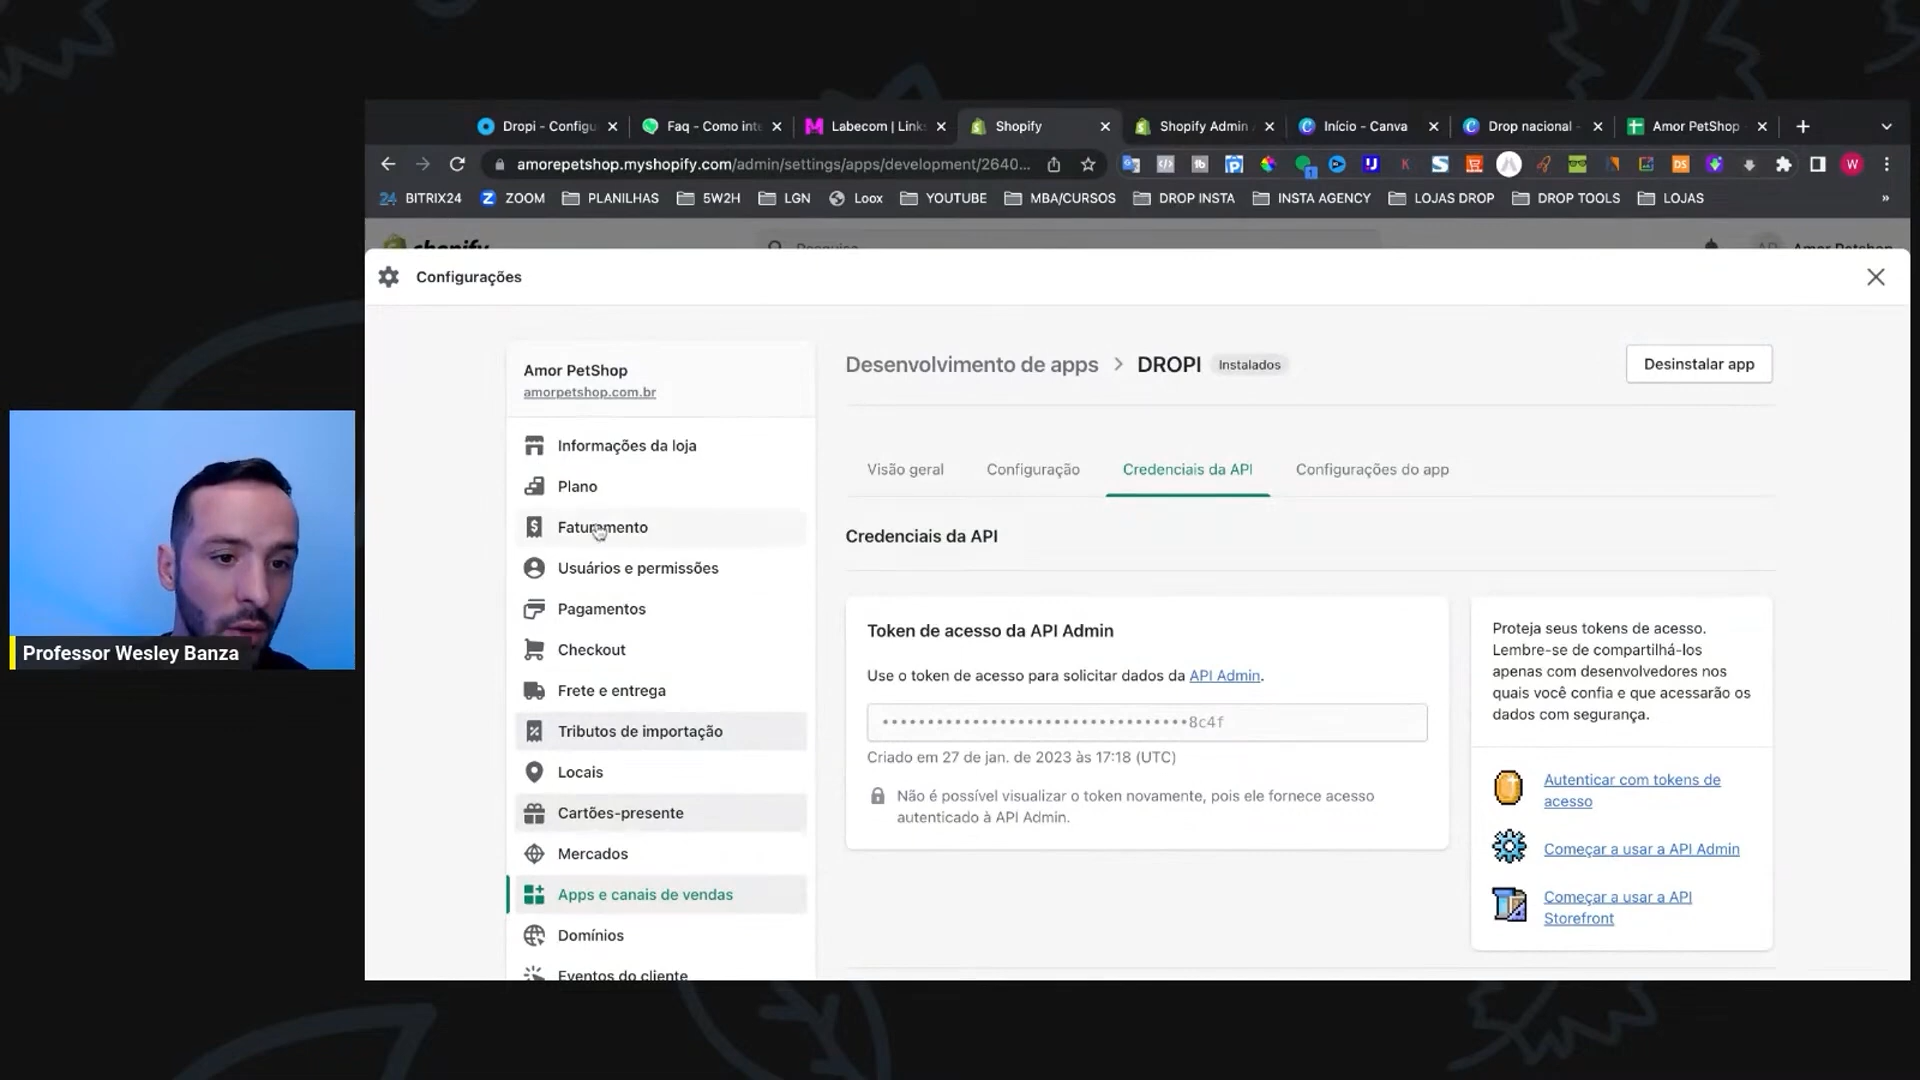 Dropi - Configu
Faq - Como inte
Labecom | Link
Shopify
Shopify Admin
Início - Canva
Drop nacional -
Amor PetShop
amorepetshop.myshopify.com/admin/settings/apps/development/2640...
W
BITRIX24
ZOOM
PLANILHAS
5W2H
LGN
Loox
YOUTUBE
MBA/CURSOS
DROP INSTA
INSTA AGENCY
LOJAS DROP
DROP TOOLS
LOJAS
»
shopify
Pesquisa
Amor Petshop
Configurações
Amor PetShop
amorpetshop.com.br
Informações da loja
Plano
Faturamento
Usuários e permissões
Pagamentos
Checkout
Frete e entrega
Tributos de importação
Locais
Cartões-presente
Mercados
Apps e canais de vendas
Domínios
Eventos do cliente
Desenvolvimento de apps > DROPI Instalados
Desinstalar app
Visão geral
Configuração
Credenciais da API
Configurações do app
Credenciais da API
Token de acesso da API Admin
Use o token de acesso para solicitar dados da API Admin.
••••••••••••••••••••••••••••••••••8c4f
Criado em 27 de jan. de 2023 às 17:18 (UTC)
Não é possível visualizar o token novamente, pois ele fornece acesso
autenticado à API Admin.
Proteja seus tokens de acesso.
Lembre-se de compartilhá-los
apenas com desenvolvedores nos
quais você confia e que acessarão os
dados com segurança.
Autenticar com tokens de
acesso
Começar a usar a API Admin
Começar a usar a API
Storefront
Professor Wesley Banza